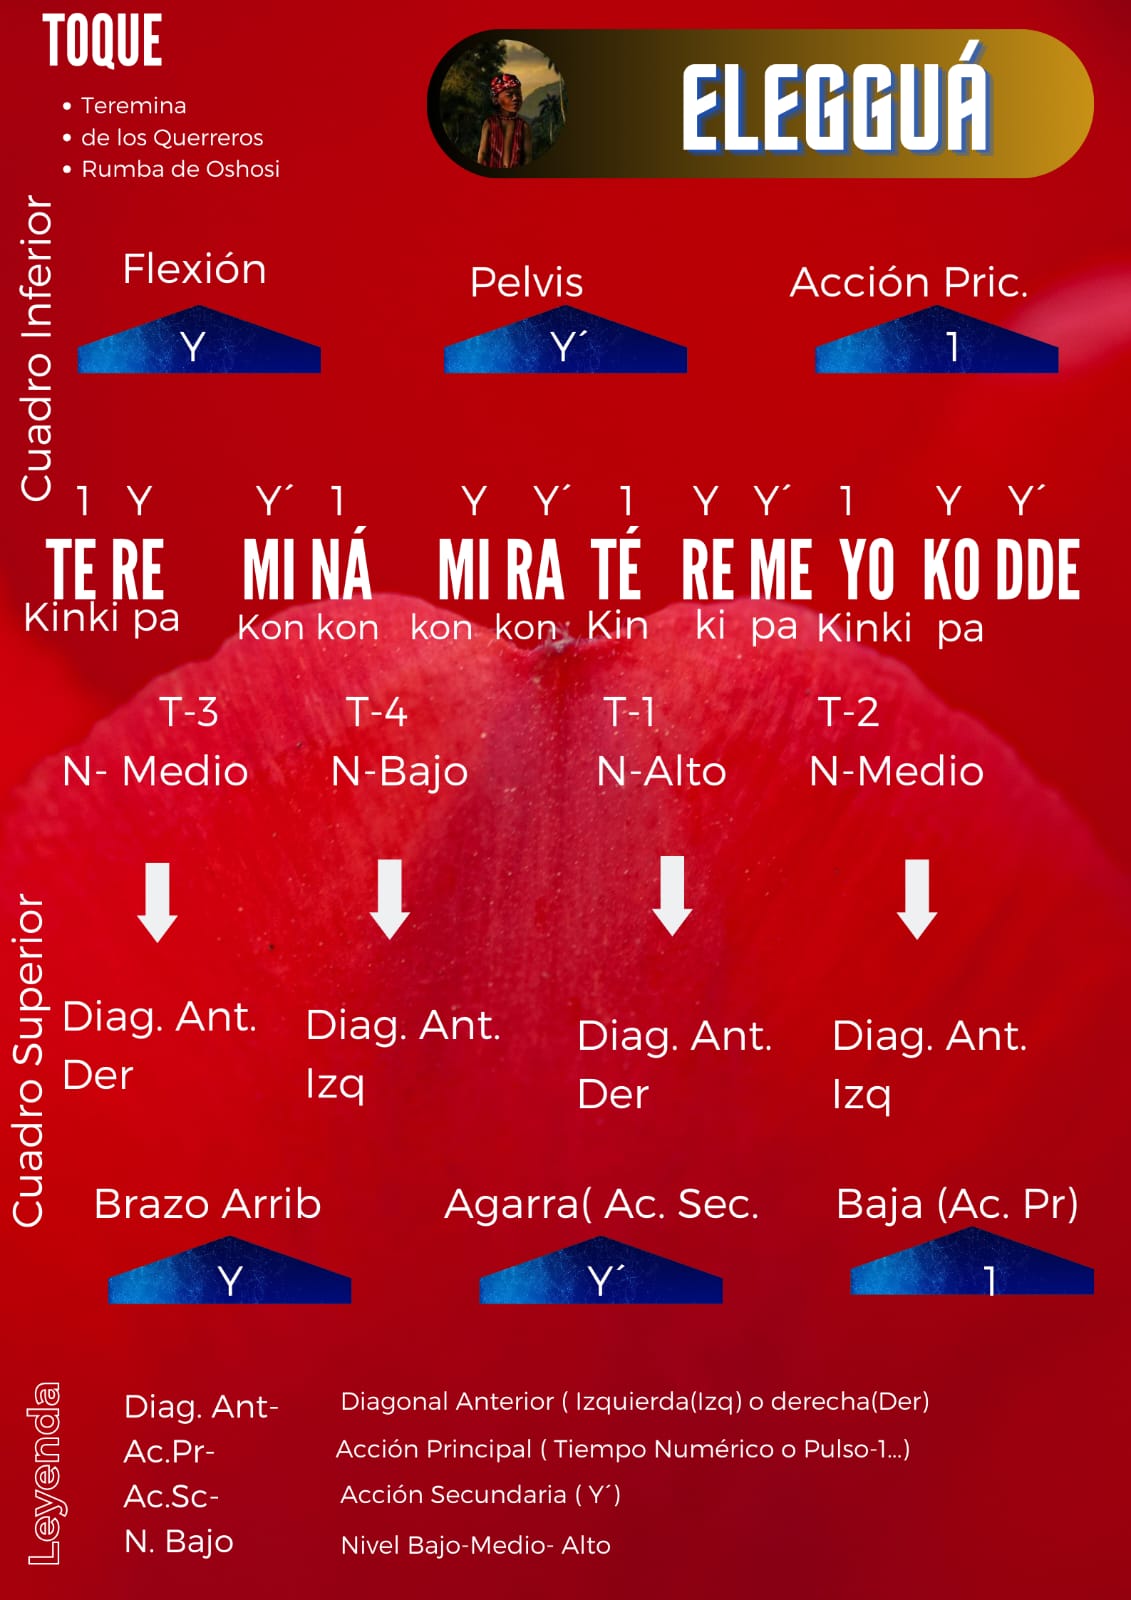 TOQUE
• Teremina
• de los Querreros
• Rumba de Oshosi
ELEGGUÁ
Cuadro Inferior
Flexión Pelvis Acción Pric.
Y Y´ 1
1 Y Y´ 1 Y Y´ 1 Y Y´ 1 Y Y´
TE RE MI NÁ MI RA TÉ RE ME YO KO DDE
Kinki pa Kon kon kon kon Kin ki pa Kinki pa
T-3 T-4 T-1 T-2
N- Medio N-Bajo N-Alto N-Medio
Cuadro Superior
Diag. Ant. Diag. Ant. Diag. Ant. Diag. Ant.
Der Izq Der Izq
Brazo Arrib Agarra( Ac. Sec. Baja (Ac. Pr)
Y Y´ 1
Leyenda
Diag. Ant- Diagonal Anterior ( Izquierda(Izq) o derecha(Der)
Ac.Pr- Acción Principal ( Tiempo Numérico o Pulso-1...)
Ac.Sc- Acción Secundaria ( Y´)
N. Bajo Nivel Bajo-Medio- Alto